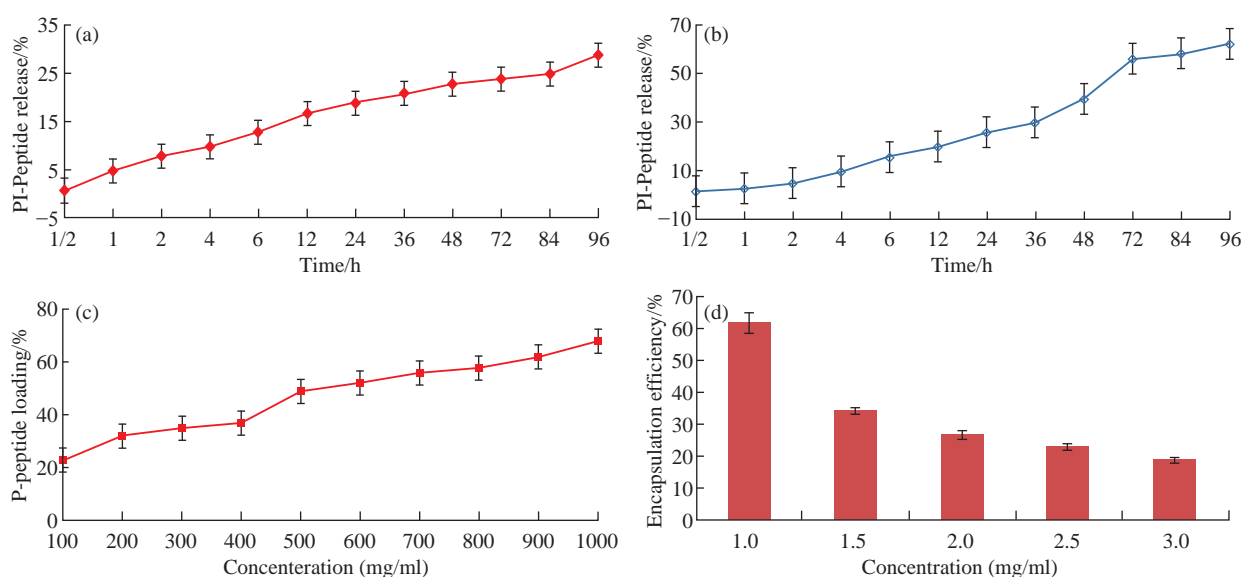 (a)
PI-Peptide release/%
35
25
15
5
−5
1/2 1 2 4 6 12 24 36 48 72 84 96
Time/h
(b)
PI-Peptide release/%
70
50
30
10
−10
1/2 1 2 4 6 12 24 36 48 72 84 96
Time/h
(c)
P-peptide loading/%
80
60
40
20
0
100 200 300 400 500 600 700 800 900 1000
Concenteration (mg/ml)
(d)
Encapsulation efficiency/%
70
60
50
40
30
20
10
0
1.0 1.5 2.0 2.5 3.0
Concentration (mg/ml)